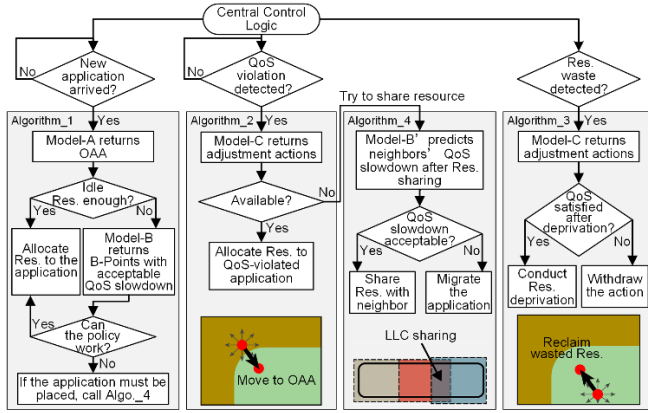 Central Control
Logic
New
application
arrived?
No
Yes
QoS
violation
detected?
No
Yes
Try to share resource
Res.
waste
detected?
Yes
Algorithm_1
Model-A returns
OAA
Idle
Res. enough?
Yes
No
Allocate
Res. to the
application
Model-B
returns
B-Points with
acceptable
QoS slowdown
Can
the policy
work?
Yes
No
If the application must be
placed, call Algo._4
Algorithm_2
Model-C returns
adjustment actions
Available?
No
Yes
Allocate Res. to
QoS-violated
application
Move to OAA
Algorithm_4
Model-B’ predicts
neighbors’ QoS
slowdown after Res.
sharing
QoS
slowdown
acceptable?
Yes
No
Share
Res. with
neighbor
Migrate
the
application
LLC sharing
Algorithm_3
Model-C returns
adjustment actions
QoS
satisfied after
deprivation?
Yes
No
Conduct
Res.
deprivation
Withdraw
the action
Reclaim
wasted Res.